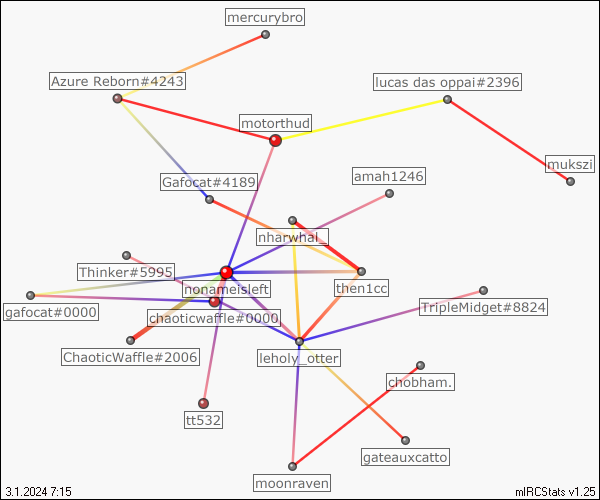 mercurybro
Azure Reborn#4243
lucas das oppai#2396
motorthud
mukszi
amah1246
Gafocat#4189
nharwhal_
Thinker#5995
nonameisleft
then1cc
gafocat#0000
chaoticwaffle#0000
TripleMidget#8824
ChaoticWaffle#2006
leholy_otter
chobham.
tt532
gateauxcatto
moonraven
3.1.2024 7:15
mIRCStats v1.25